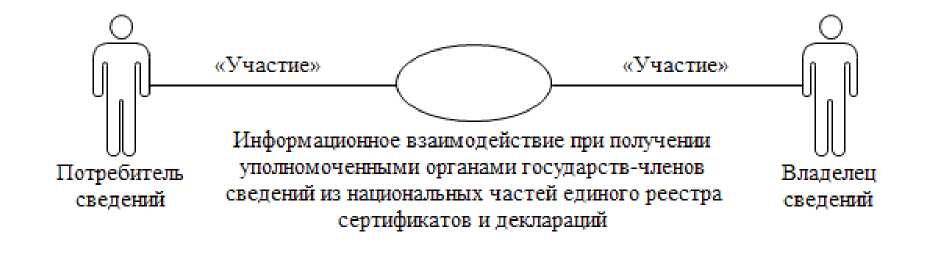 «Участие»
«Участие»
Информационное взаимодействие при получении
уполномоченными органами государств-членов
сведений из национальных частей единого реестра
сертификатов и деклараций
Потребитель
сведений
Владелец
сведений